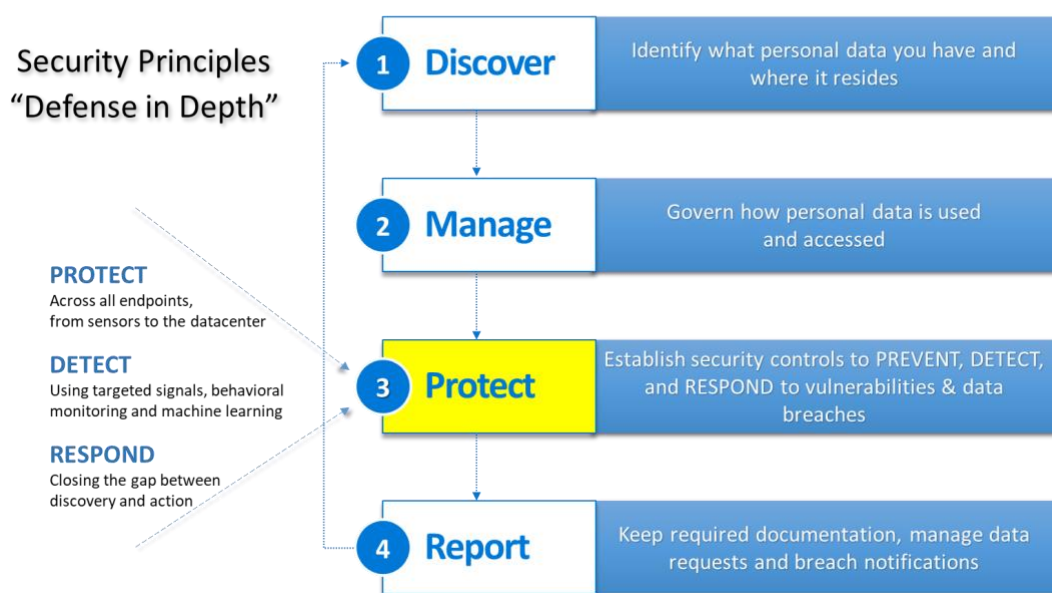 Security Principles
“Defense in Depth”
1
Discover
Identify what personal data you have and
where it resides
2
Manage
Govern how personal data is used
and accessed
PROTECT
Across all endpoints,
from sensors to the datacenter
DETECT
Using targeted signals, behavioral
monitoring and machine learning
RESPOND
Closing the gap between
discovery and action
3
Protect
Establish security controls to PREVENT, DETECT,
and RESPOND to vulnerabilities & data
breaches
4
Report
Keep required documentation, manage data
requests and breach notifications